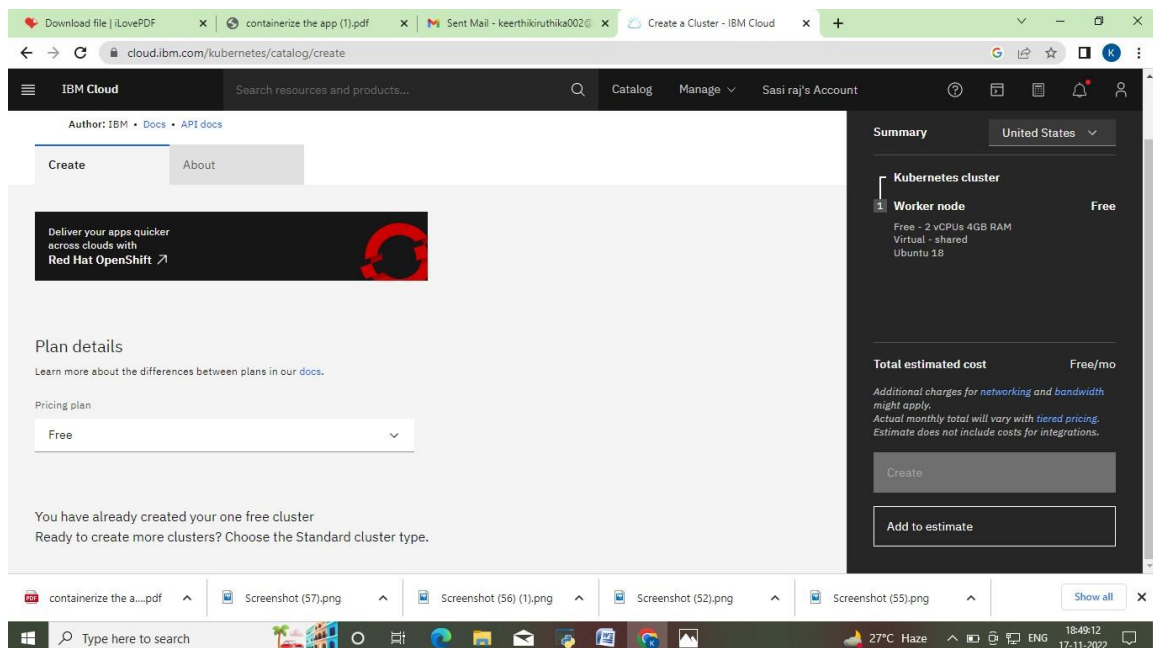 Download file | iLovePDF
containerize the app (1).pdf
Sent Mail - keerthikiruthika002@
Create a Cluster - IBM Cloud
cloud.ibm.com/kubernetes/catalog/create
K
IBM Cloud
Search resources and products...
Catalog
Manage
Sasi raj's Account
Author: IBM • Docs • API docs
Create
About
Deliver your apps quicker
across clouds with
Red Hat OpenShift
Plan details
Learn more about the differences between plans in our docs.
Pricing plan
Free
You have already created your one free cluster
Ready to create more clusters? Choose the Standard cluster type.
Summary
United States
Kubernetes cluster
1 Worker node Free
Free - 2 vCPUs 4GB RAM
Virtual - shared
Ubuntu 18
Total estimated cost Free/mo
Additional charges for networking and bandwidth
might apply.
Actual monthly total will vary with tiered pricing.
Estimate does not include costs for integrations.
Create
Add to estimate
containerize the a....pdf
Screenshot (57).png
Screenshot (56) (1).png
Screenshot (52).png
Screenshot (55).png
Show all
Type here to search
27°C Haze
ENG
18:49:12
17-11-2022